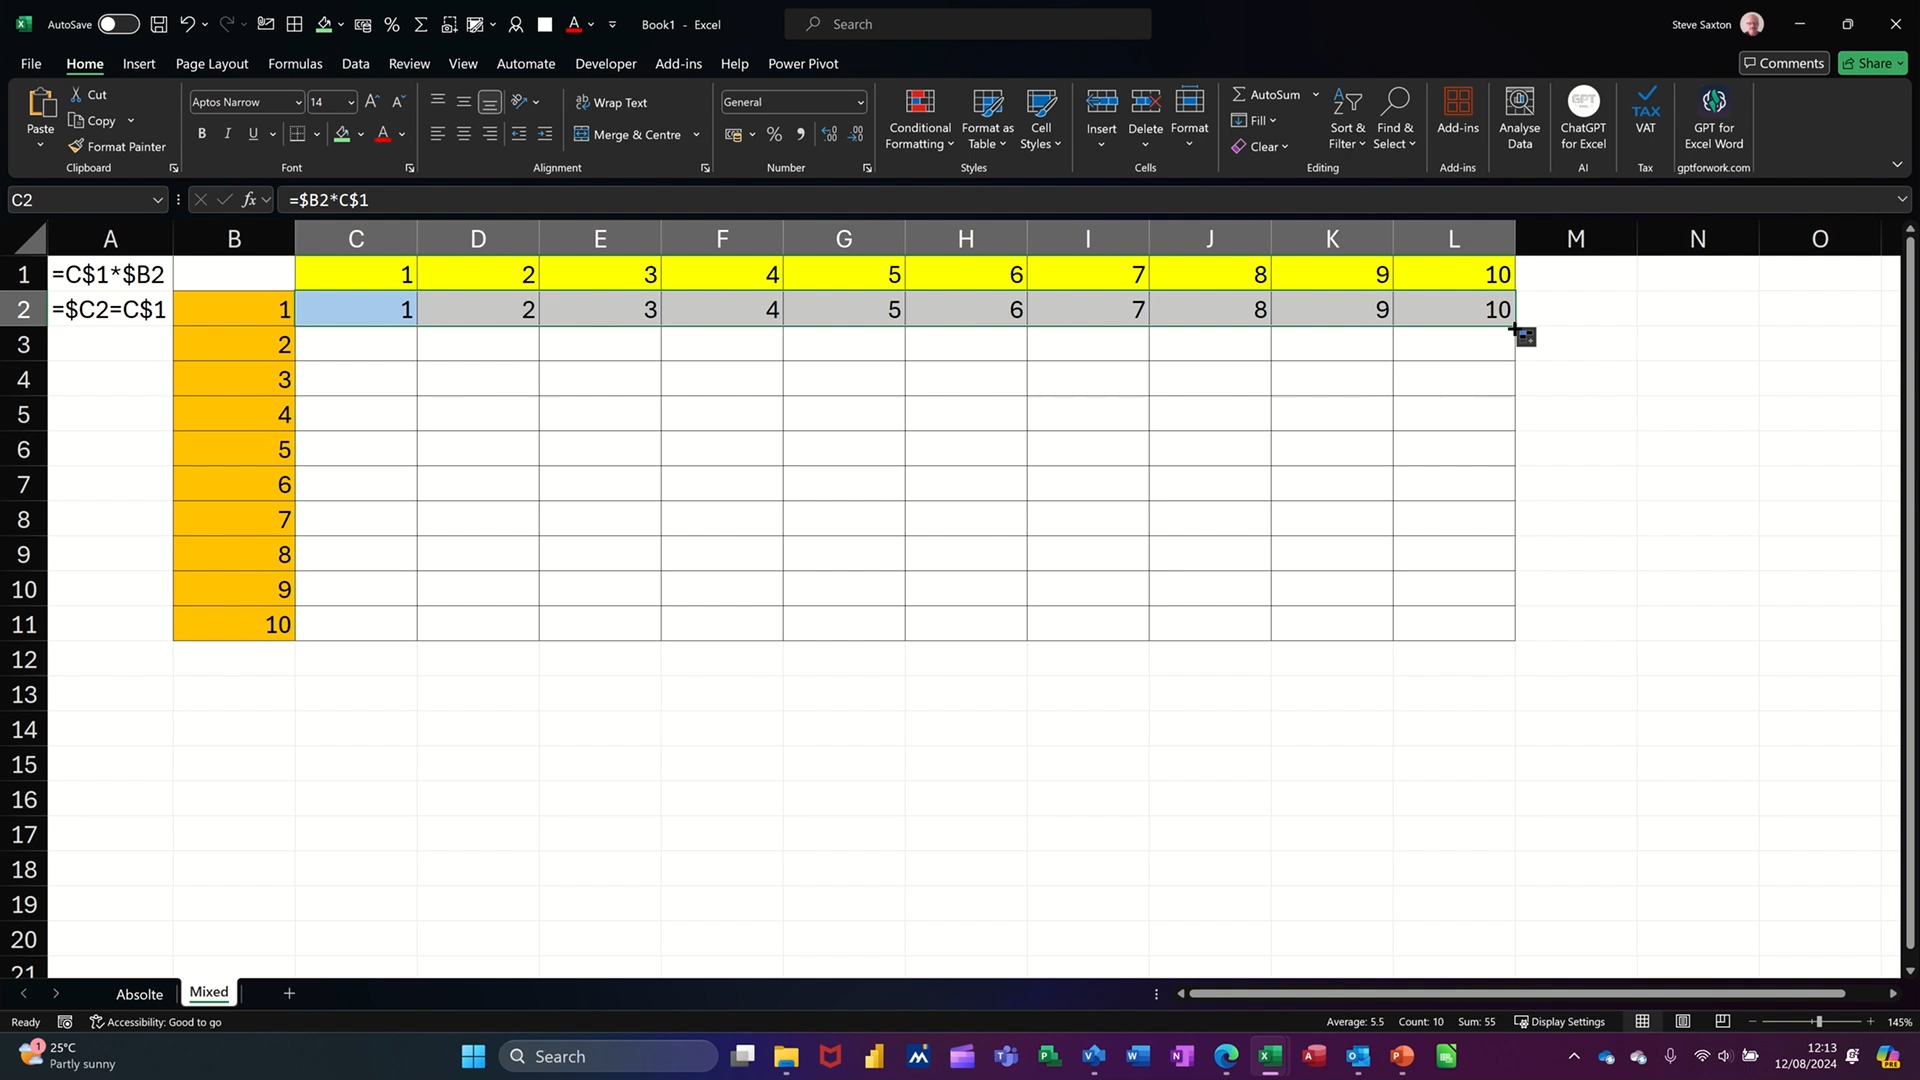 AutoSave
Book1 - Excel
Search
Steve Saxton
File Home Insert Page Layout Formulas Data Review View Automate Developer Add-ins Help Power Pivot
Comments Share
Paste
Cut
Copy
Format Painter
Clipboard
Aptos Narrow 14
B I U
Font
Wrap Text
Merge & Centre
Alignment
General
Number
Conditional Formatting
Format as Table
Cell Styles
Styles
Insert
Delete
Format
Cells
AutoSum
Fill
Clear
Sort & Filter
Find & Select
Editing
Add-ins
Add-ins
Analyse Data
GPT
ChatGPT for Excel
AI
TAX
VAT
Tax
GPT for Excel Word
gptforwork.com
C2 fx =$B2*C$1
A B C D E F G H I J K L M N O
1 =C$1*$B2 1 2 3 4 5 6 7 8 9 10
2 =$C2=C$1 1 1 2 3 4 5 6 7 8 9 10
3 2
4 3
5 4
6 5
7 6
8 7
9 8
10 9
11 10
12
13
14
15
16
17
18
19
20
21
Absolte Mixed
Ready Accessibility: Good to go
Average: 5.5 Count: 10 Sum: 55 Display Settings 145%
1
25°C
Partly sunny
Search
12:13
12/08/2024
PRE